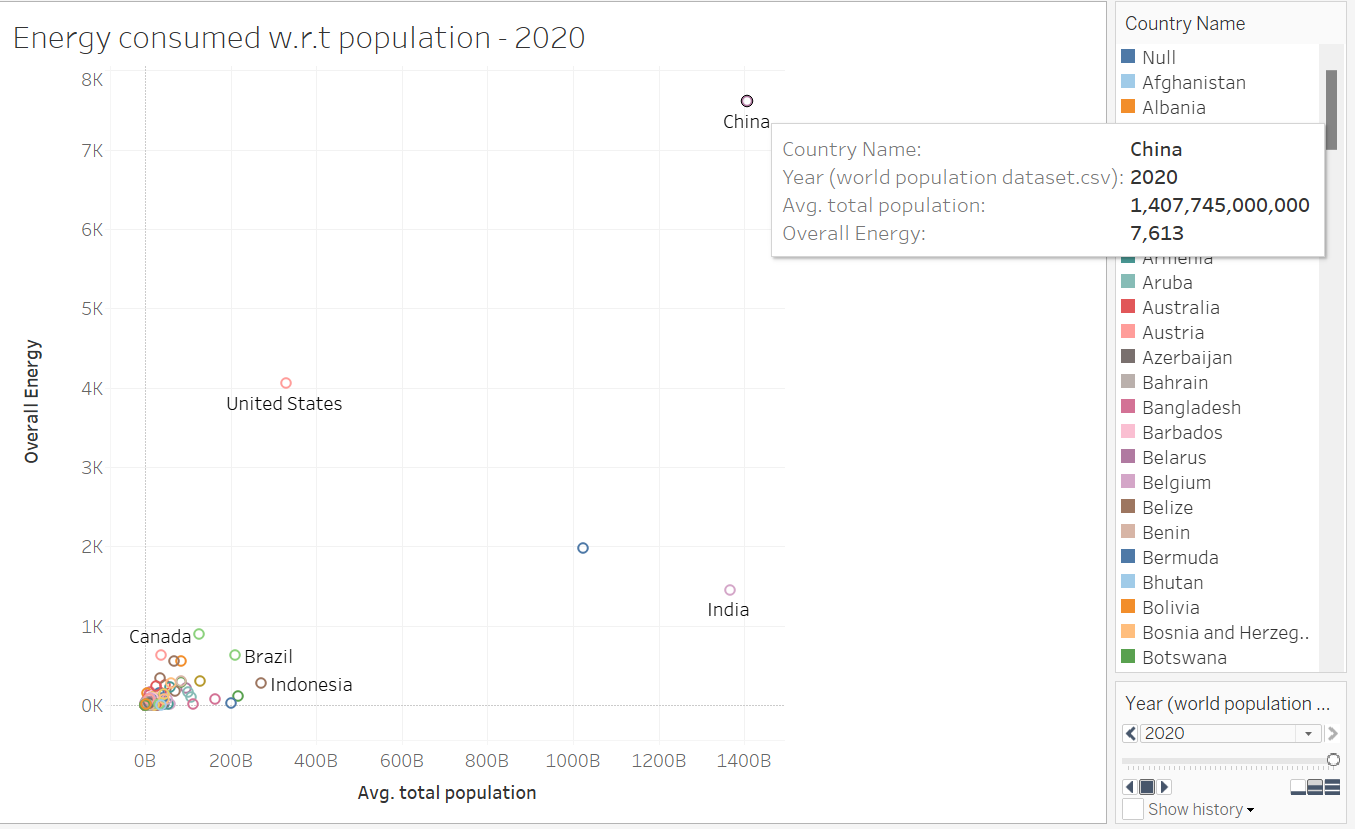 Energy consumed w.r.t population - 2020
8K
7K
6K
5K
4K
3K
2K
1K
0K
Overall Energy
China
United States
India
Canada
Brazil
Indonesia
0B
200B
400B
600B
800B
1000B
1200B
1400B
Avg. total population
Country Name: China
Year (world population dataset.csv): 2020
Avg. total population: 1,407,745,000,000
Overall Energy: 7,613
Country Name
Null
Afghanistan
Albania
Armenia
Aruba
Australia
Austria
Azerbaijan
Bahrain
Bangladesh
Barbados
Belarus
Belgium
Belize
Benin
Bermuda
Bhutan
Bolivia
Bosnia and Herzeg..
Botswana
Year (world population ...
2020
Show history